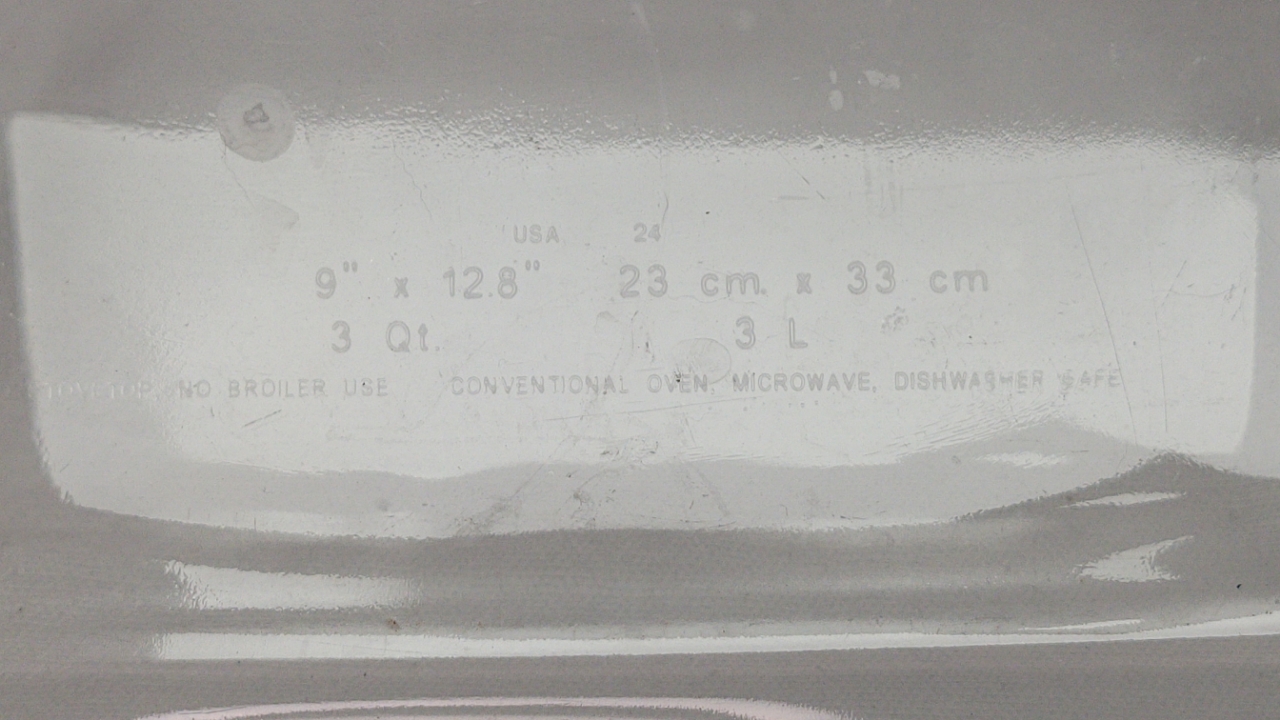 USA 24
9" x 12.8" 23 cm. x 33 cm
3 Qt. 3 L
NO BROILER USE CONVENTIONAL OVEN, MICROWAVE, DISHWASHER SAFE